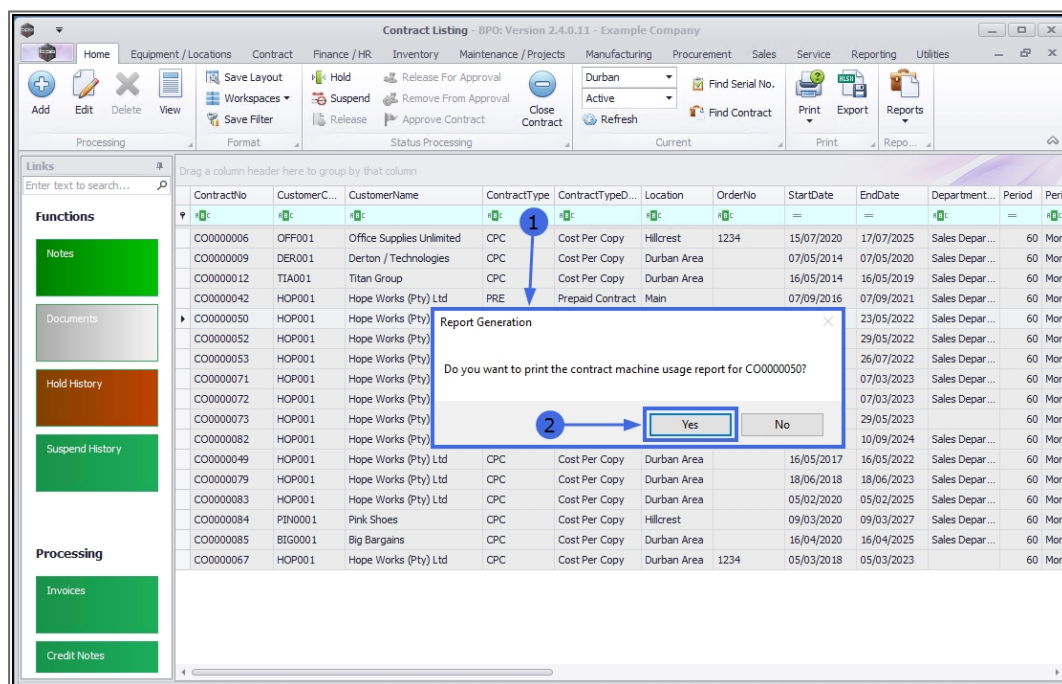 Contract Listing - BPO: Version 2.4.0.11 - Example Company
Home Equipment / Locations Contract Finance / HR Inventory Maintenance / Projects Manufacturing Procurement Sales Service Reporting Utilities
Add Edit Delete View
Processing
Save Layout
Workspaces
Save Filter
Format
Hold
Suspend
Release
Release For Approval
Remove From Approval
Approve Contract
Close Contract
Status Processing
Durban
Active
Refresh
Find Serial No.
Find Contract
Current
Print Export
Print
Reports
Repo...
Links
Enter text to search...
Functions
Notes
Documents
Hold History
Suspend History
Processing
Invoices
Credit Notes
Drag a column header here to group by that column
ContractNo CustomerC... CustomerName ContractType ContractTypeD... Location OrderNo StartDate EndDate Department... Period Peri
CO0000006 OFF001 Office Supplies Unlimited CPC Cost Per Copy Hillcrest 1234 15/07/2020 17/07/2025 Sales Depar... 60 Mor
CO0000009 DER001 Derton / Technologies CPC Cost Per Copy Durban Area 07/05/2014 07/05/2020 Sales Depar... 60 Mor
CO0000012 TIA001 Titan Group CPC Cost Per Copy Durban Area 16/05/2014 16/05/2019 Sales Depar... 60 Mor
CO0000042 HOP001 Hope Works (Pty) Ltd PRE Prepaid Contract Main 07/09/2016 07/09/2021 Sales Depar... 60 Mor
CO0000050 HOP001 Hope Works (Pty) 23/05/2022 Sales Depar... 60 Mor
CO0000052 HOP001 Hope Works (Pty) 29/05/2022 Sales Depar... 60 Mor
CO0000053 HOP001 Hope Works (Pty) 26/07/2022 Sales Depar... 60 Mor
CO0000071 HOP001 Hope Works (Pty) 07/03/2023 Sales Depar... 60 Mor
CO0000072 HOP001 Hope Works (Pty) 07/03/2023 Sales Depar... 60 Mor
CO0000073 HOP001 Hope Works (Pty) 29/05/2023 60 Mor
CO0000082 HOP001 Hope Works (Pty) 10/09/2024 Sales Depar... 60 Mor
CO0000049 HOP001 Hope Works (Pty) Ltd CPC Cost Per Copy Durban Area 16/05/2017 16/05/2022 Sales Depar... 60 Mor
CO0000079 HOP001 Hope Works (Pty) Ltd CPC Cost Per Copy Durban Area 18/06/2018 18/06/2023 Sales Depar... 60 Mor
CO0000083 HOP001 Hope Works (Pty) Ltd CPC Cost Per Copy Durban Area 05/02/2020 05/02/2025 Sales Depar... 60 Mor
CO0000084 PIN0001 Pink Shoes CPC Cost Per Copy Hillcrest 09/03/2020 09/03/2027 Sales Depar... 60 Mor
CO0000085 BIG0001 Big Bargains CPC Cost Per Copy Durban Area 16/04/2020 16/04/2025 Sales Depar... 60 Mor
CO0000067 HOP001 Hope Works (Pty) Ltd CPC Cost Per Copy Durban Area 1234 05/03/2018 05/03/2023 60 Mor
1
Report Generation
Do you want to print the contract machine usage report for CO0000050?
2
Yes No